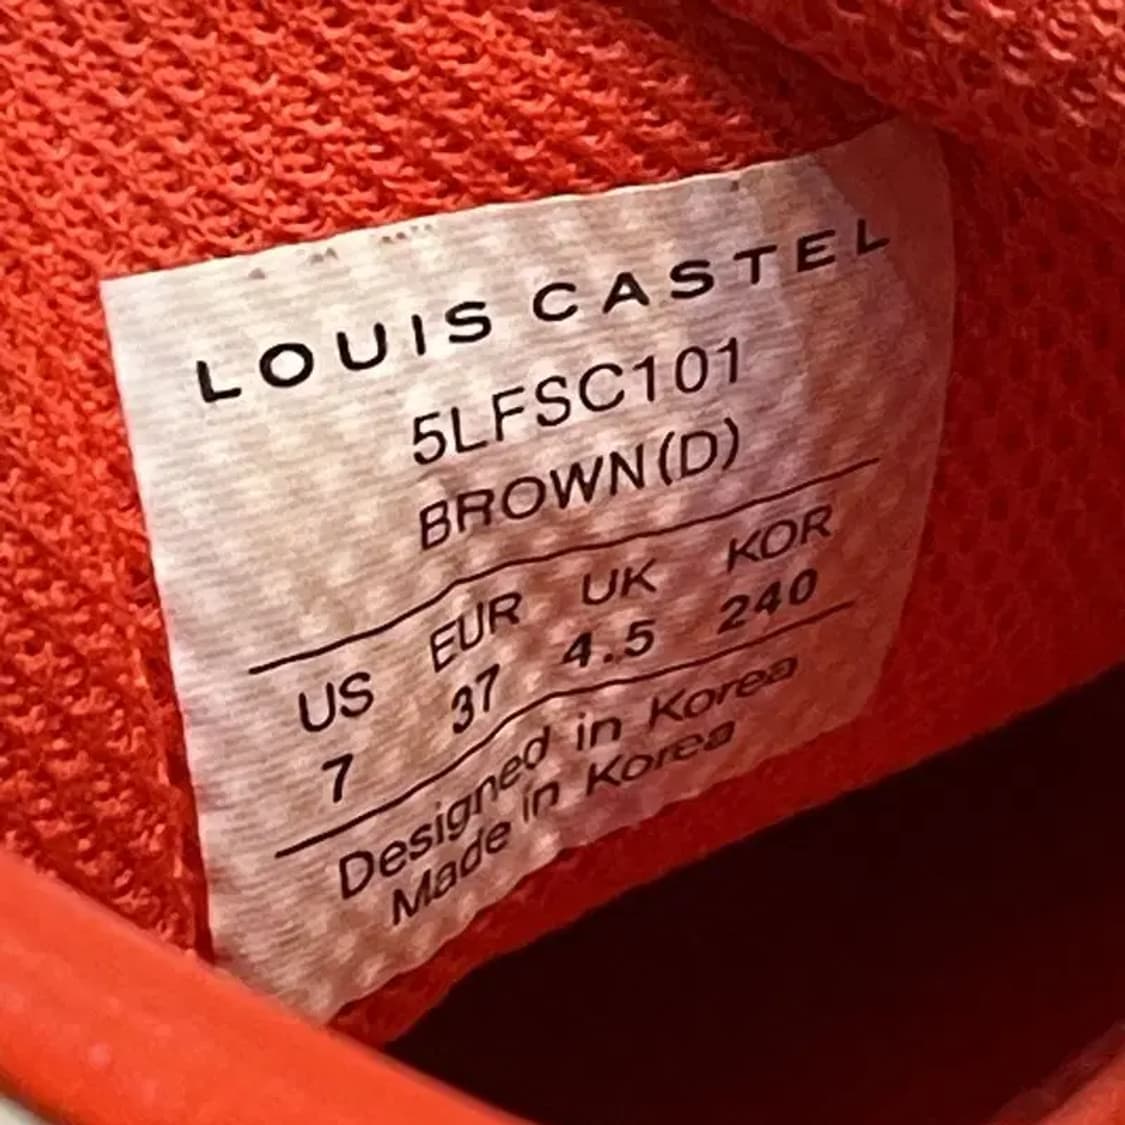 LOUIS CASTEL
5LFSC101
BROWN(D)
US EUR UK KOR
7 37 4.5 240
Designed in Korea
Made in Korea